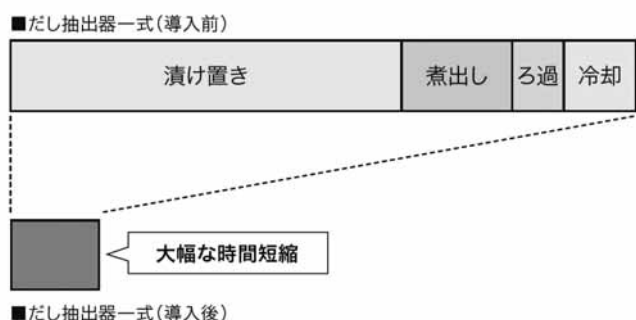 ■だし抽出器一式(導入前)
漬け置き 煮出し ろ過 冷却
大幅な時間短縮
■だし抽出器一式(導入後)